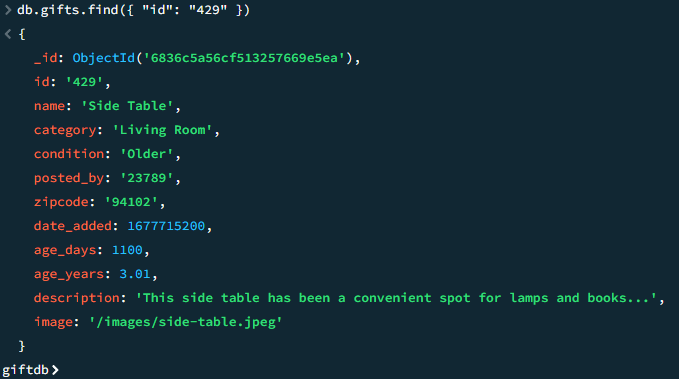 > db.gifts.find({ "id": "429" })
< {
_id: ObjectId('6836c5a56cf513257669e5ea'),
id: '429',
name: 'Side Table',
category: 'Living Room',
condition: 'Older',
posted_by: '23789',
zipcode: '94102',
date_added: 1677715200,
age_days: 1100,
age_years: 3.01,
description: 'This side table has been a convenient spot for lamps and books...',
image: '/images/side-table.jpeg'
}
giftdb>